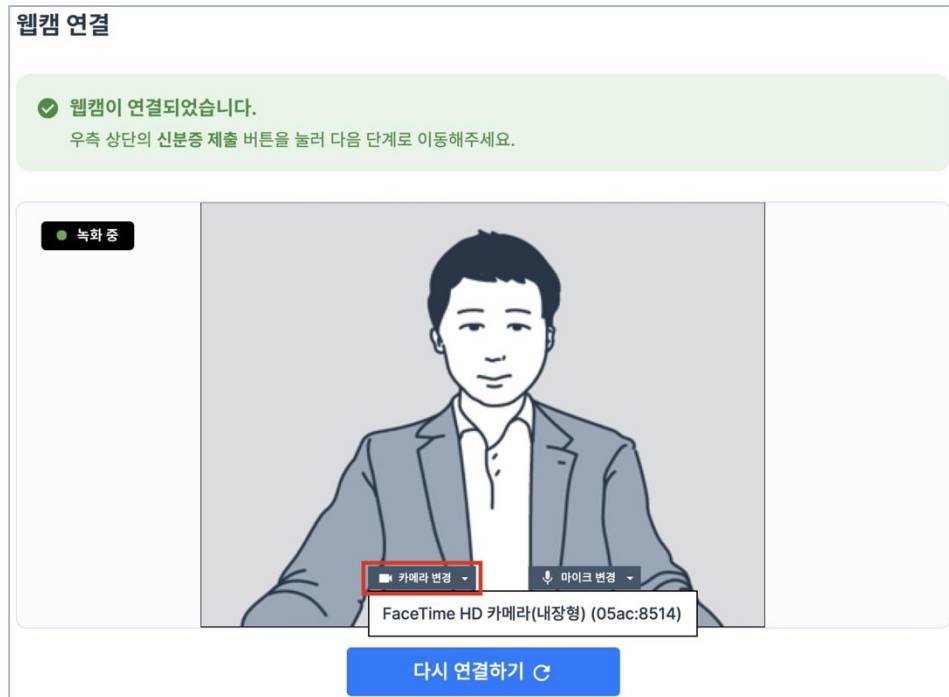 웹캠 연결
웹캠이 연결되었습니다.
우측 상단의 신분증 제출 버튼을 눌러 다음 단계로 이동해주세요.
녹화 중
카메라 변경
마이크 변경
FaceTime HD 카메라(내장형) (05ac:8514)
다시 연결하기